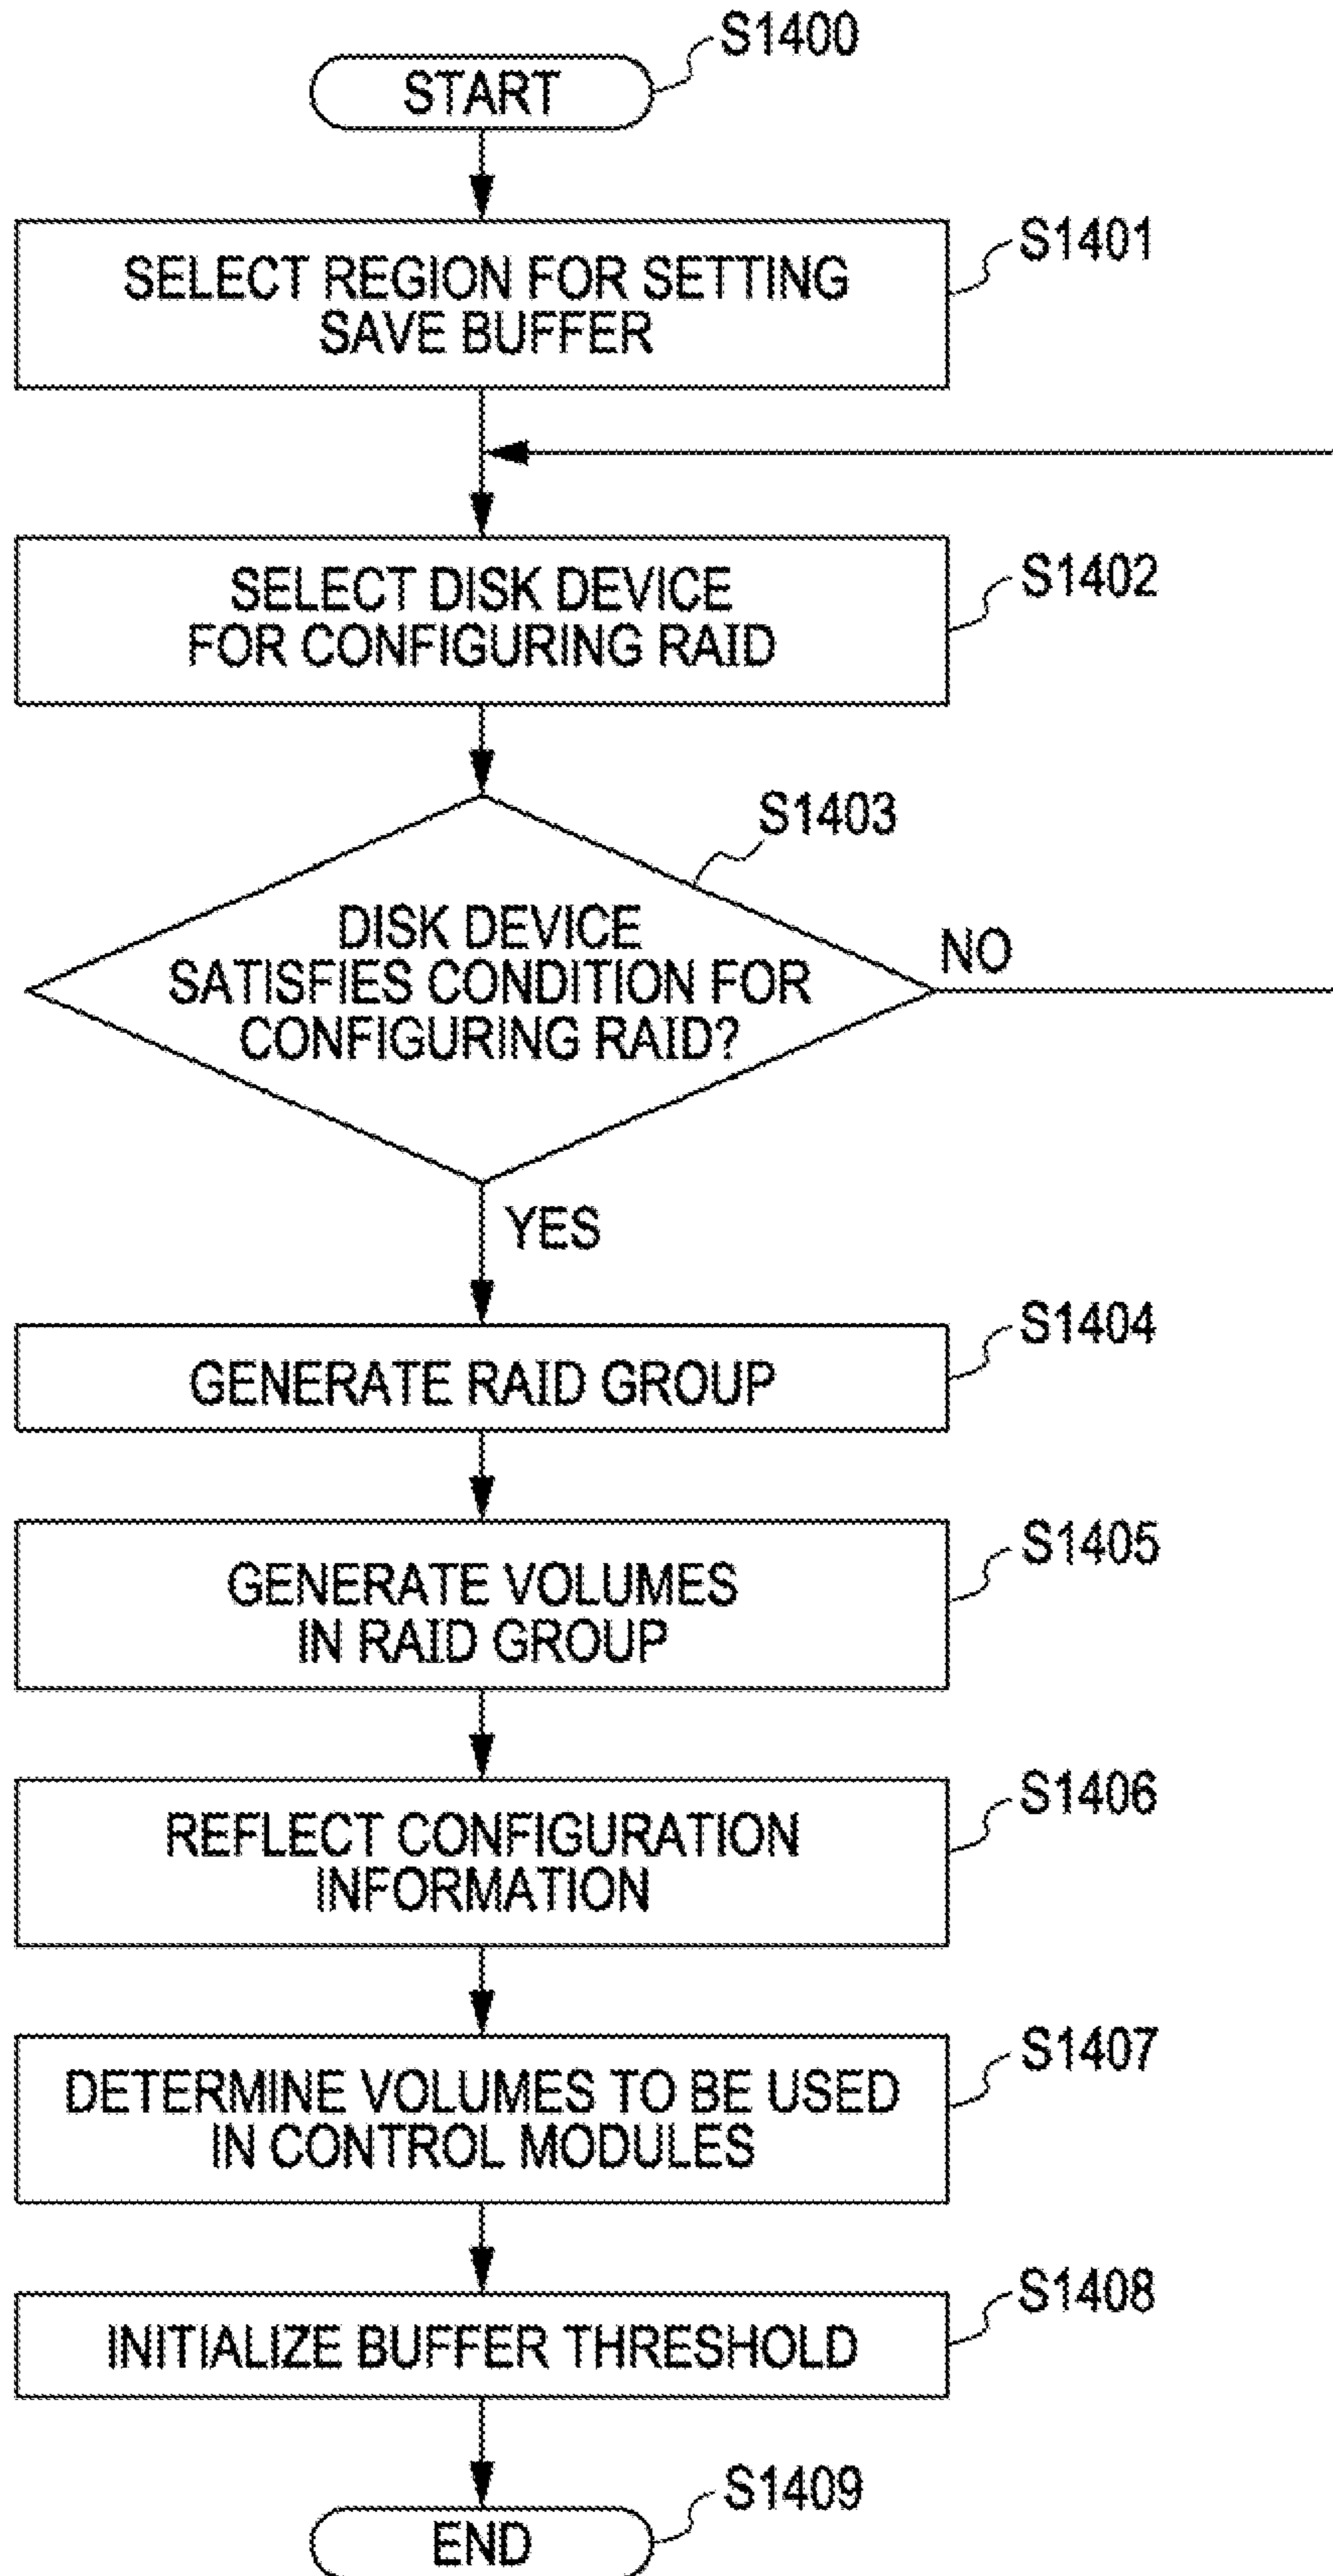 S1400
START
S1401
SELECT REGION FOR SETTING
SAVE BUFFER
S1402
SELECT DISK DEVICE
FOR CONFIGURING RAID
S1403
DISK DEVICE
SATISFIES CONDITION FOR
CONFIGURING RAID?
NO
YES
S1404
GENERATE RAID GROUP
S1405
GENERATE VOLUMES
IN RAID GROUP
S1406
REFLECT CONFIGURATION
INFORMATION
S1407
DETERMINE VOLUMES TO BE USED
IN CONTROL MODULES
S1408
INITIALIZE BUFFER THRESHOLD
S1409
END